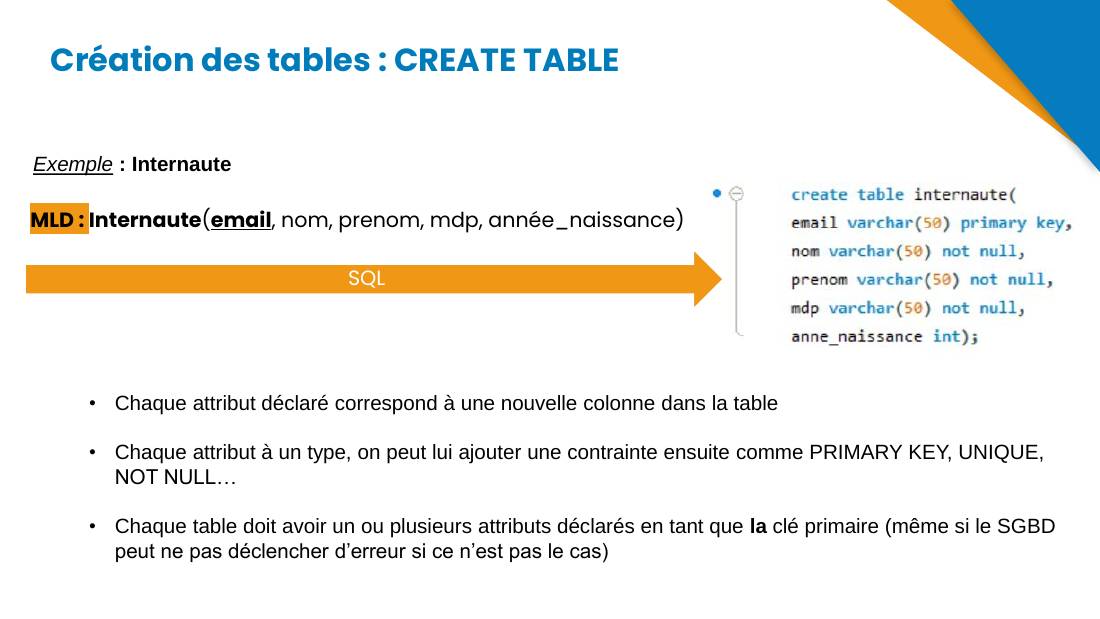 Création des tables : CREATE TABLE
Exemple : Internaute
MLD : Internaute(email, nom, prenom, mdp, année_naissance)
SQL
create table internaute(
email varchar(50) primary key,
nom varchar(50) not null,
prenom varchar(50) not null,
mdp varchar(50) not null,
anne_naissance int);
• Chaque attribut déclaré correspond à une nouvelle colonne dans la table
• Chaque attribut à un type, on peut lui ajouter une contrainte ensuite comme PRIMARY KEY, UNIQUE,
NOT NULL…
• Chaque table doit avoir un ou plusieurs attributs déclarés en tant que la clé primaire (même si le SGBD
peut ne pas déclencher d’erreur si ce n’est pas le cas)